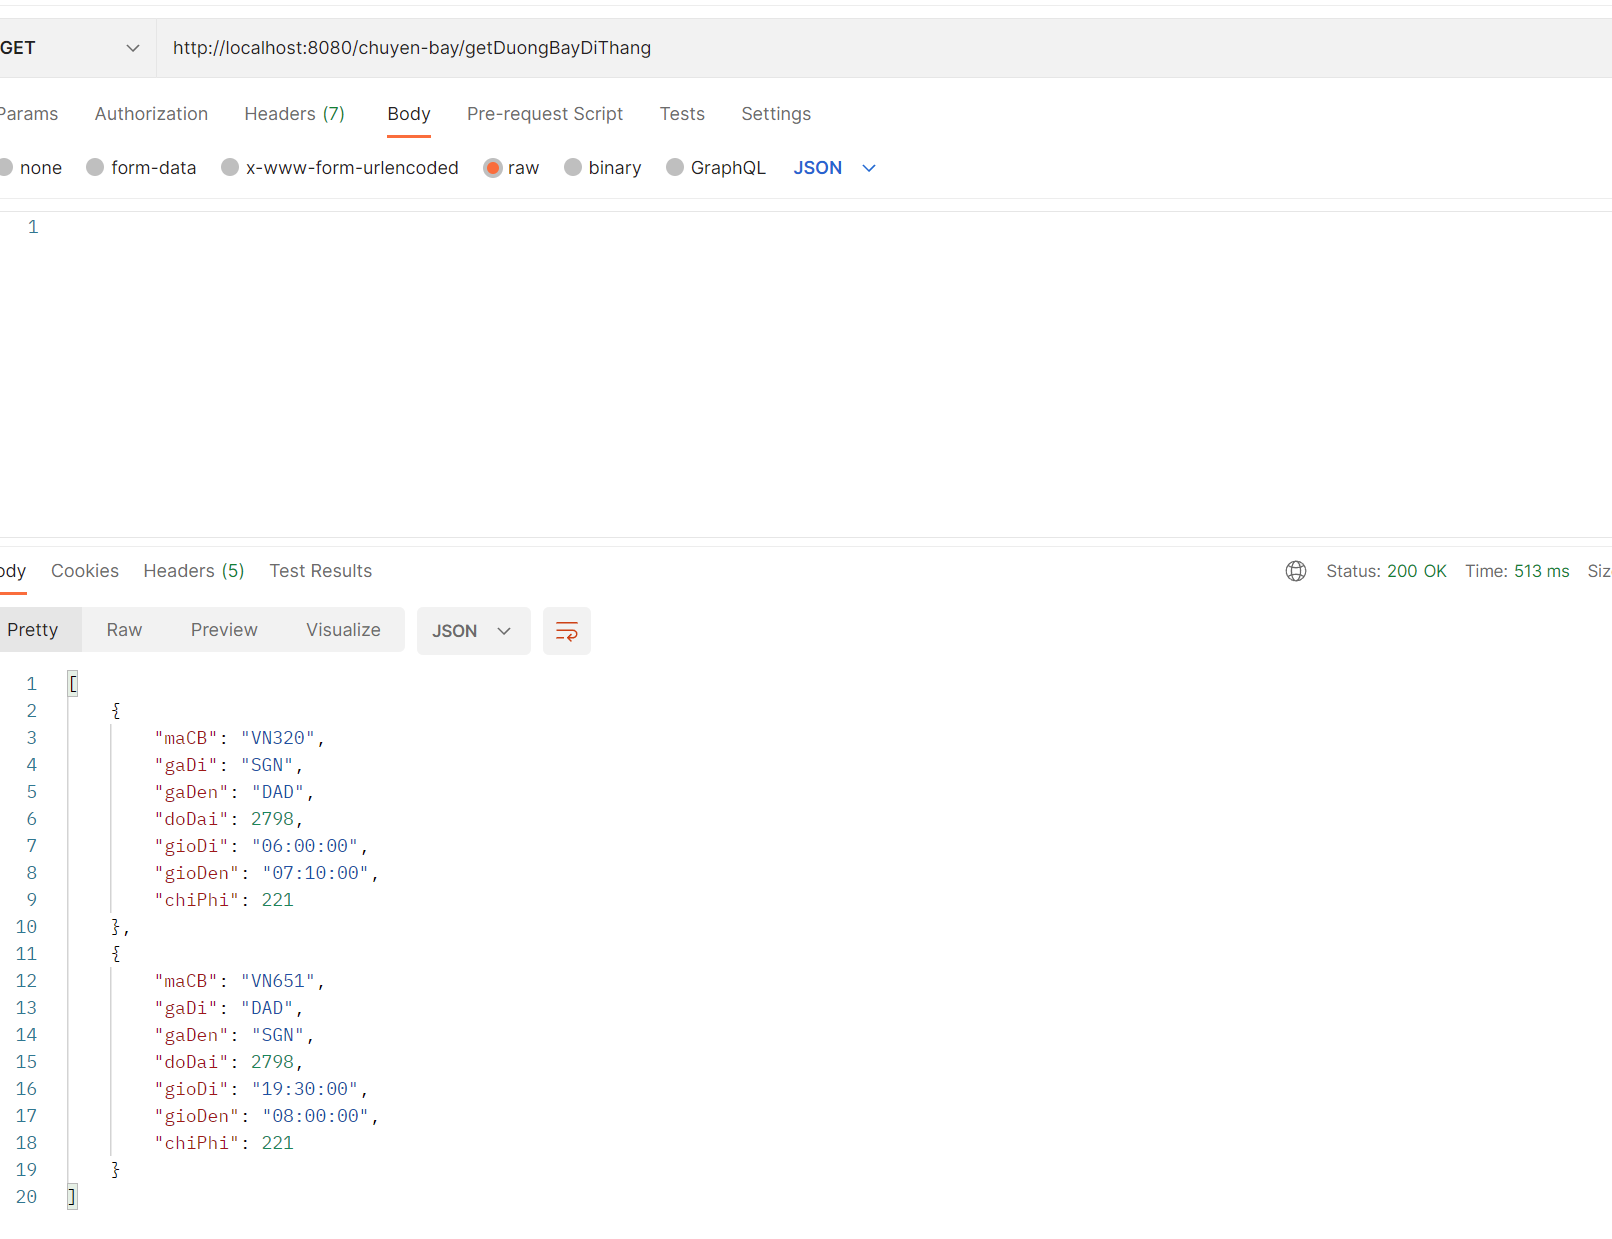 GET http://localhost:8080/chuyen-bay/getDuongBayDiThang
Params Authorization Headers (7) Body Pre-request Script Tests Settings
none form-data x-www-form-urlencoded raw binary GraphQL JSON
1
ody Cookies Headers (5) Test Results Status: 200 OK Time: 513 ms Siz
Pretty Raw Preview Visualize JSON
1 [
2 {
3 "maCB": "VN320",
4 "gaDi": "SGN",
5 "gaDen": "DAD",
6 "doDai": 2798,
7 "gioDi": "06:00:00",
8 "gioDen": "07:10:00",
9 "chiPhi": 221
10 },
11 {
12 "maCB": "VN651",
13 "gaDi": "DAD",
14 "gaDen": "SGN",
15 "doDai": 2798,
16 "gioDi": "19:30:00",
17 "gioDen": "08:00:00",
18 "chiPhi": 221
19 }
20 ]